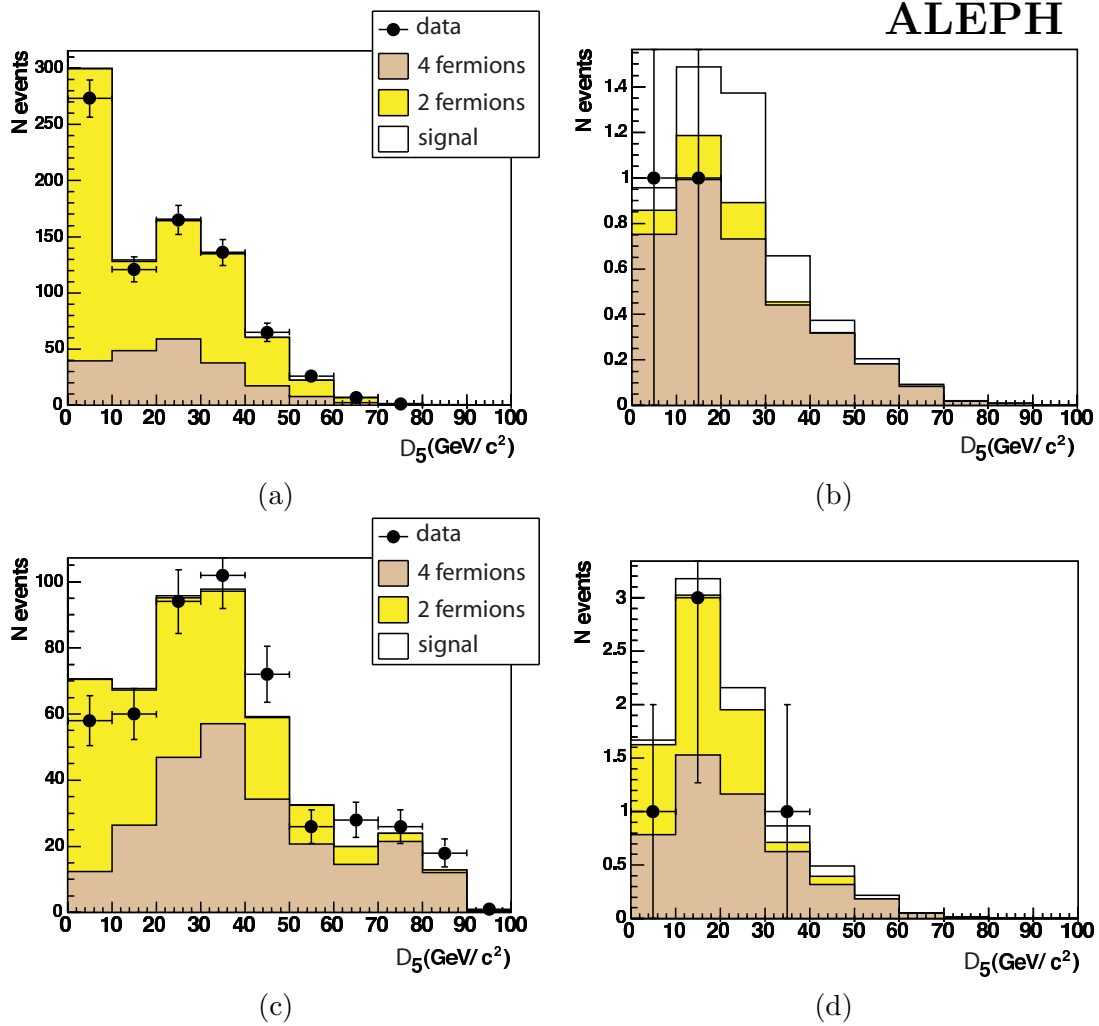 ALEPH
data
4 fermions
2 fermions
signal
N events
300
250
200
150
100
50
0
0 10 20 30 40 50 60 70 80 90 100
D5(GeV/ c2)
(a)
N events
1.4
1.2
1
0.8
0.6
0.4
0.2
0
0 10 20 30 40 50 60 70 80 90 100
D5(GeV/ c2)
(b)
data
4 fermions
2 fermions
signal
N events
100
80
60
40
20
0
0 10 20 30 40 50 60 70 80 90 100
D5(GeV/ c2)
(c)
N events
3
2.5
2
1.5
1
0.5
0
0 10 20 30 40 50 60 70 80 90 100
D5(GeV/ c2)
(d)